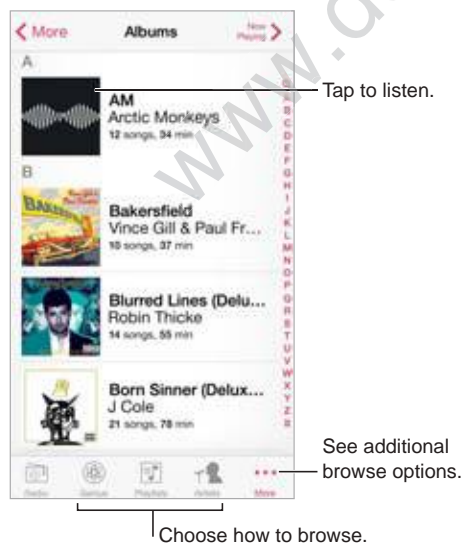 www.d
More Albums Now Playing
A
AM
Arctic Monkeys
12 songs, 34 min
Tap to listen.
B
Bakersfield
Vince Gill & Paul Fr...
10 songs, 37 min
Blurred Lines (Delu...
Robin Thicke
14 songs, 55 min
Born Sinner (Delux...
J Cole
21 songs, 78 min
A
B
C
D
E
F
G
H
I
J
K
L
M
N
O
P
Q
R
S
T
U
V
W
X
Y
Z
#
See additional
browse options.
Radio Genius Playlists Artists More
Choose how to browse.